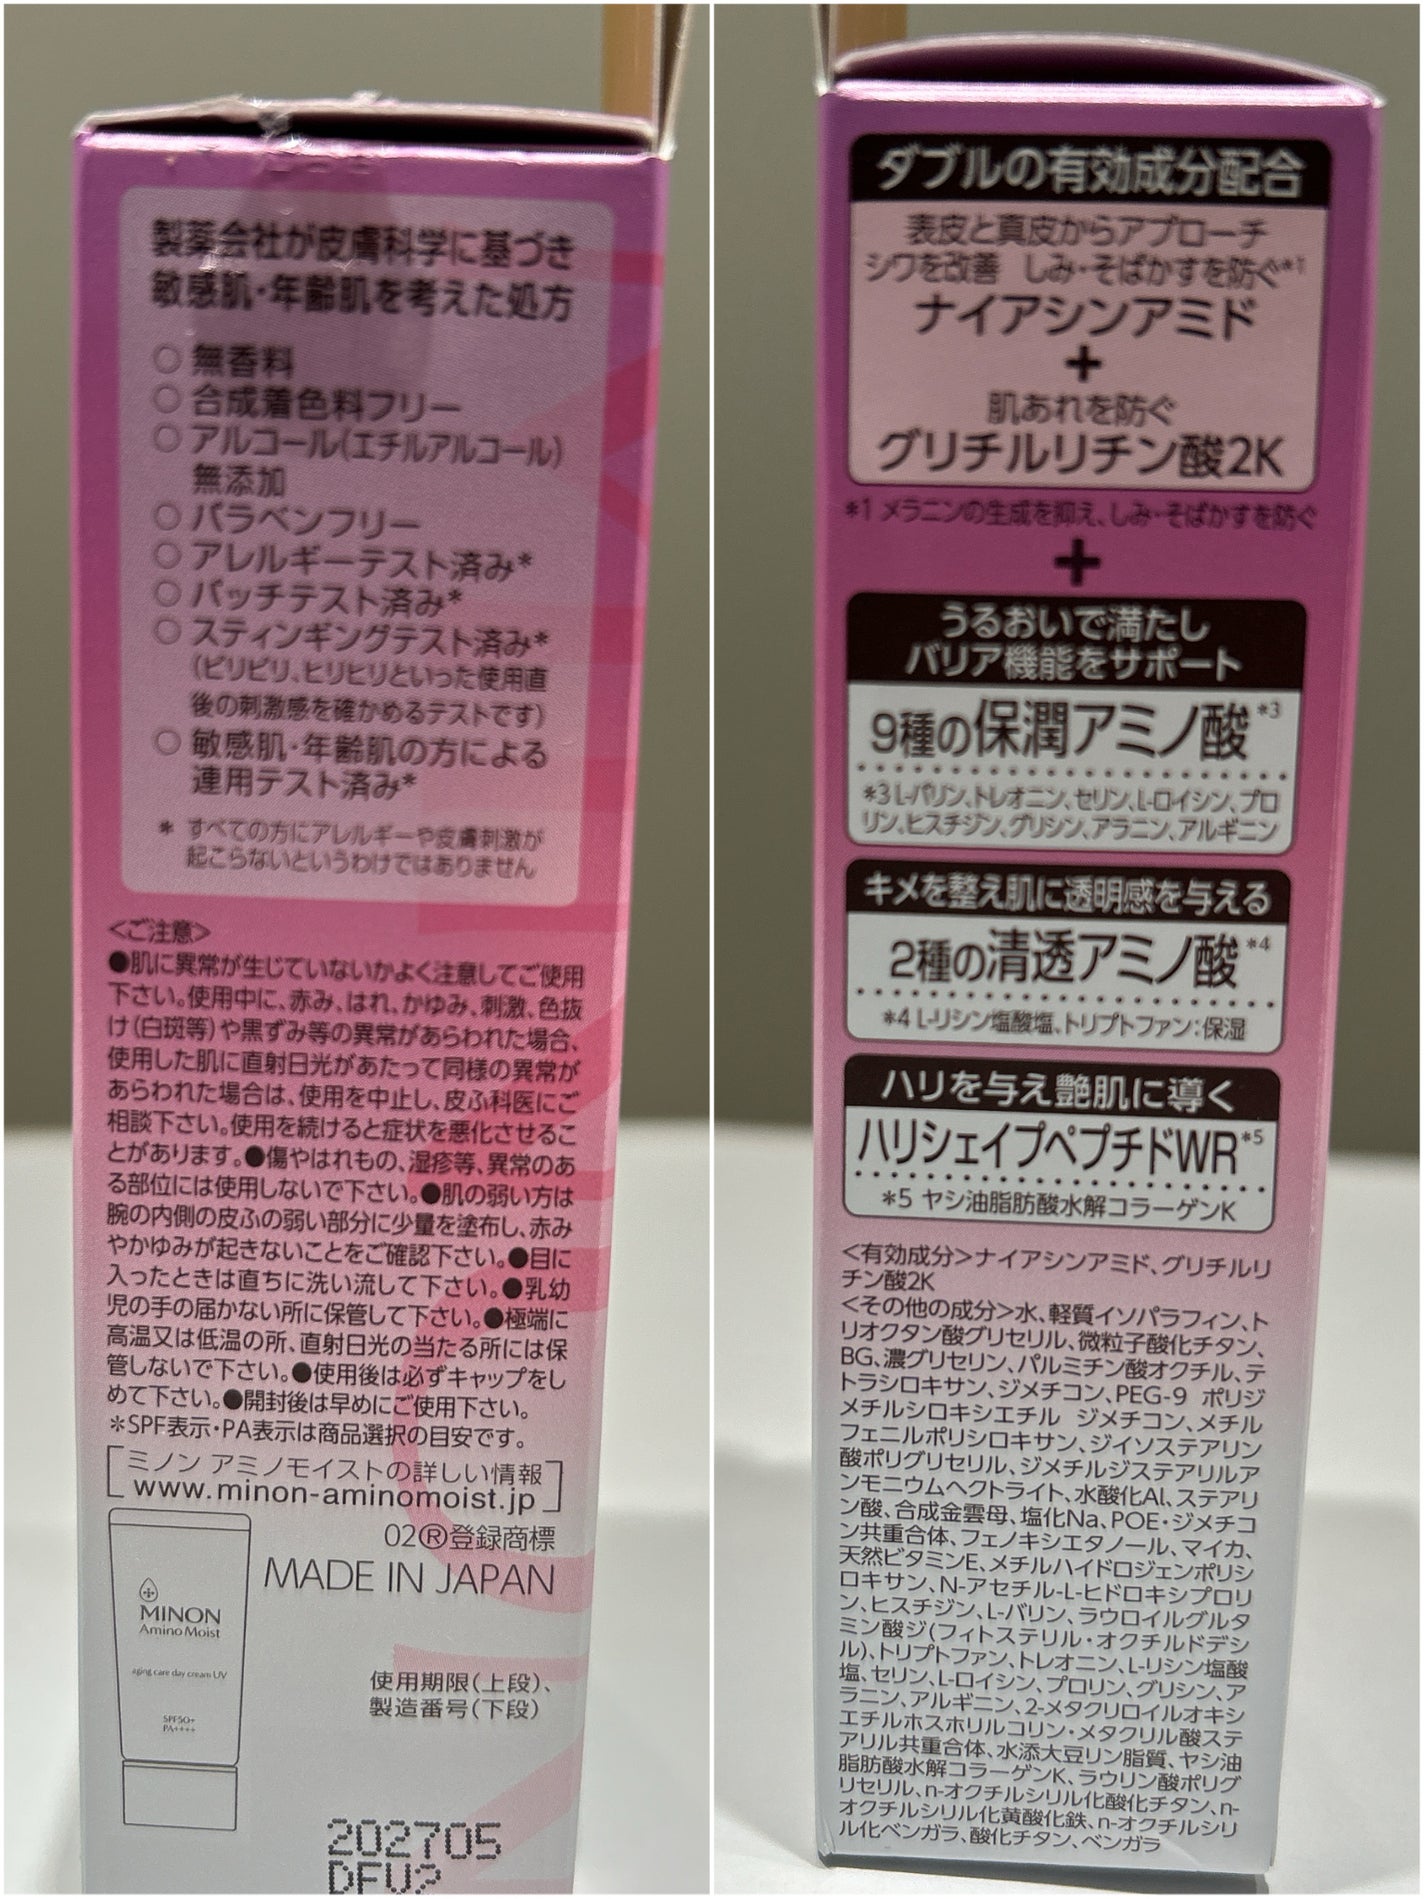 製薬会社が皮膚科学に基づき
敏感肌・年齢肌を考えた処方
○ 無香料
○ 合成着色料フリー
○ アルコール(エチルアルコール)
無添加
○ パラベンフリー
○ アレルギーテスト済み*
○ パッチテスト済み*
○ スティンギングテスト済み*
(ピリピリ、ヒリヒリといった使用直
後の刺激感を確かめるテストです)
○ 敏感肌・年齢肌の方による
連用テスト済み*
* すべての方にアレルギーや皮膚刺激が
起こらないというわけではありません
<ご注意>
●肌に異常が生じていないかよく注意してご使用
下さい。使用中に、赤み、はれ、かゆみ、刺激、色抜
け(白斑等)や黒ずみ等の異常があらわれた場合、
使用した肌に直射日光があたって同様の異常が
あらわれた場合は、使用を中止し、皮ふ科医にご
相談下さい。使用を続けると症状を悪化させるこ
とがあります。●傷やはれもの、湿疹等、異常のあ
る部位には使用しないで下さい。●肌の弱い方は
腕の内側の皮ふの弱い部分に少量を塗布し、赤み
やかゆみが起きないことをご確認下さい。●目に
入ったときは直ちに洗い流して下さい。●乳幼
児の手の届かない所に保管して下さい。●極端に
高温又は低温の所、直射日光の当たる所には保
管しないで下さい。●使用後は必ずキャップをし
めて下さい。●開封後は早めにご使用下さい。
*SPF表示・PA表示は商品選択の目安です。
ミノン アミノモイストの詳しい情報
www.minon-aminomoist.jp
02®登録商標
MADE IN JAPAN
MINON
Amino Moist
aging care day cream UV
SPF50+
PA++++
使用期限(上段)、
製造番号(下段)
202705
DFV2
ダブルの有効成分配合
表皮と真皮からアプローチ
シワを改善 しみ・そばかすを防ぐ*1
ナイアシンアミド
+
肌あれを防ぐ
グリチルリチン酸2K
*1 メラニンの生成を抑え、しみ・そばかすを防ぐ
+
うるおいで満たし
バリア機能をサポート
9種の保潤アミノ酸*3
*3 L-バリン、トレオニン、セリン、L-ロイシン、プロ
リン、ヒスチジン、グリシン、アラニン、アルギニン
キメを整え肌に透明感を与える
2種の清透アミノ酸*4
*4 L-リシン塩酸塩、トリプトファン:保湿
ハリを与え艶肌に導く
ハリシェイプペプチドWR*5
*5 ヤシ油脂肪酸水解コラーゲンK
<有効成分>ナイアシンアミド、グリチルリ
チン酸2K
<その他の成分>水、軽質イソパラフィン、ト
リオクタン酸グリセリル、微粒子酸化チタン、
BG、濃グリセリン、パルミチン酸オクチル、テ
トラシロキサン、ジメチコン、PEG-9 ポリジ
メチルシロキシエチル ジメチコン、メチル
フェニルポリシロキサン、ジイソステアリン
酸ポリグリセリル、ジメチルジステアリルア
ンモニウムヘクトライト、水酸化Al、ステアリ
ン酸、合成金雲母、塩化Na、POE・ジメチコ
ン共重合体、フェノキシエタノール、マイカ、
天然ビタミンE、メチルハイドロジェンポリシ
ロキサン、N-アセチル-L-ヒドロキシプロリ
ン、ヒスチジン、L-バリン、ラウロイルグルタ
ミン酸ジ(フィトステリル・オクチルドデシ
ル)、トリプトファン、トレオニン、L-リシン塩酸
塩、セリン、L-ロイシン、プロリン、グリシン、ア
ラニン、アルギニン、2-メタクリロイルオキシ
エチルホスホリルコリン・メタクリル酸ステ
アリル共重合体、水添大豆リン脂質、ヤシ油
脂肪酸水解コラーゲンK、ラウリン酸ポリグ
リセリル、n-オクチルシリル化酸化チタン、n-
オクチルシリル化黄酸化鉄、n-オクチルシリ
ル化ベンガラ、酸化チタン、ベンガラ